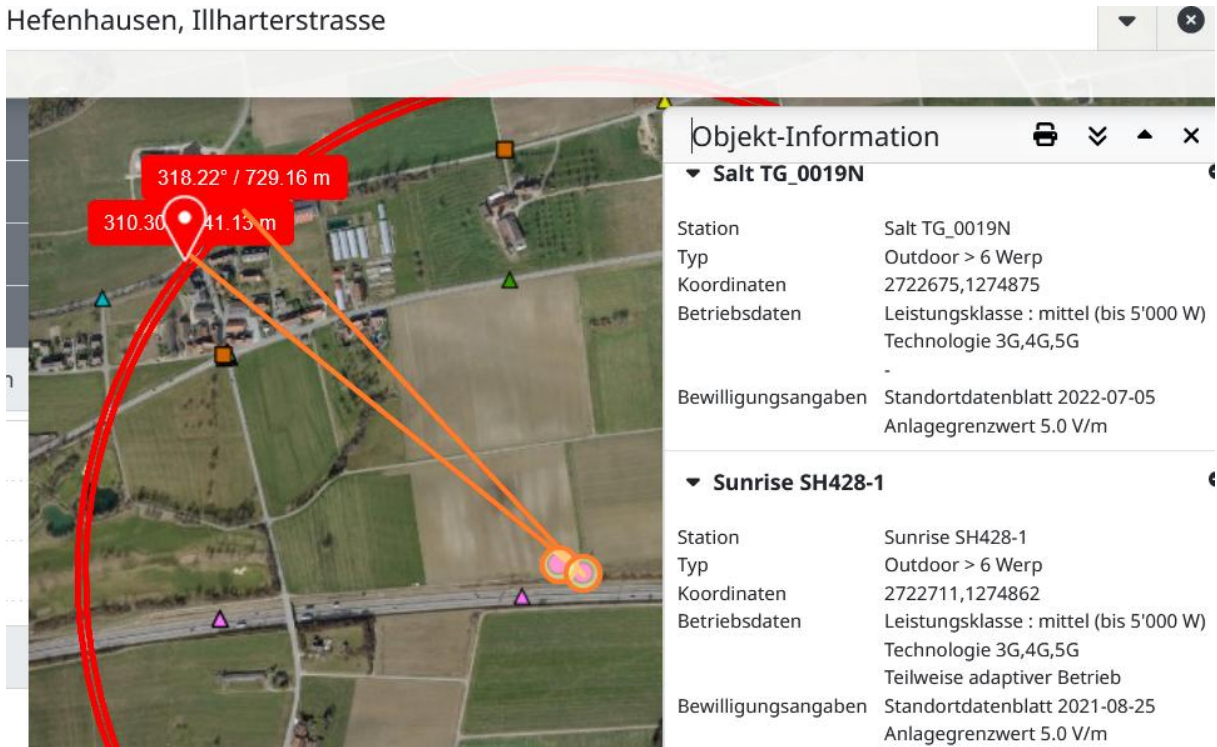 Hefenhausen, Illharterstrasse
318.22° / 729.16 m
310.30 41.13 m
Objekt-Information
Salt TG_0019N
Station Salt TG_0019N
Typ Outdoor > 6 Werp
Koordinaten 2722675,1274875
Betriebsdaten Leistungsklasse : mittel (bis 5'000 W)
Technologie 3G,4G,5G
-
Bewilligungsangaben Standortdatenblatt 2022-07-05
Anlagegrenzwert 5.0 V/m
Sunrise SH428-1
Station Sunrise SH428-1
Typ Outdoor > 6 Werp
Koordinaten 2722711,1274862
Betriebsdaten Leistungsklasse : mittel (bis 5'000 W)
Technologie 3G,4G,5G
Teilweise adaptiver Betrieb
Bewilligungsangaben Standortdatenblatt 2021-08-25
Anlagegrenzwert 5.0 V/m